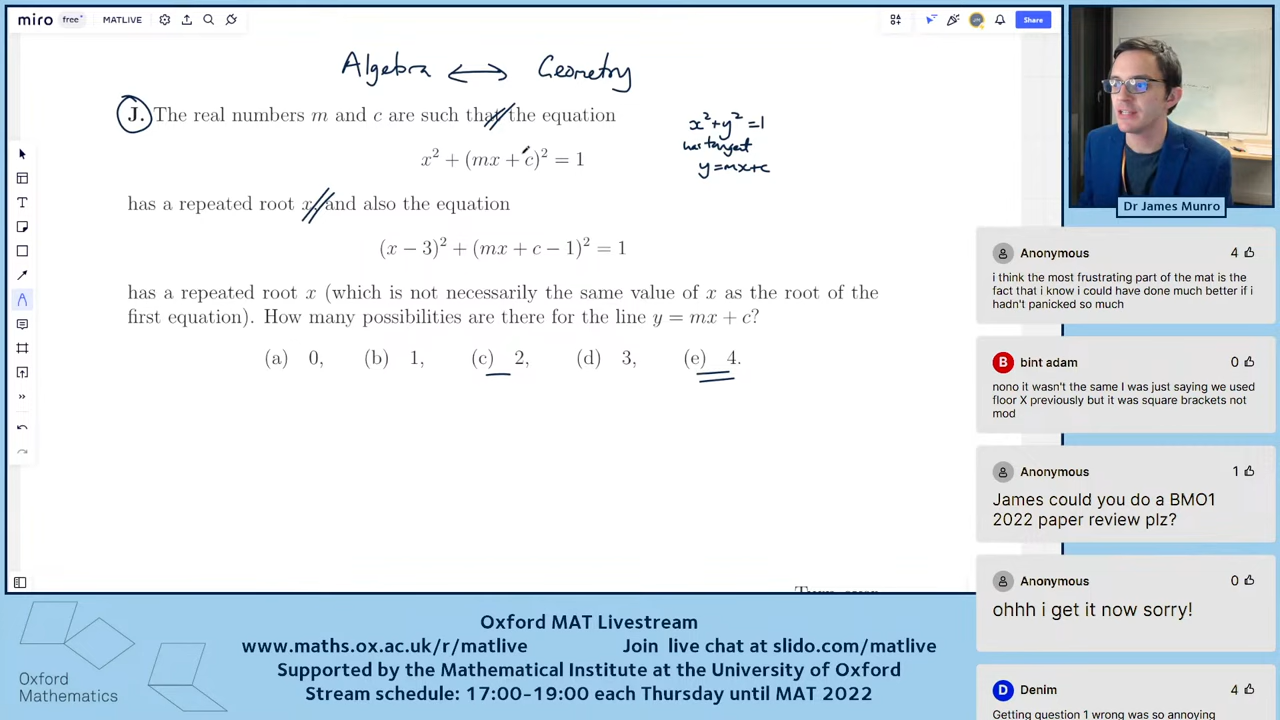 miro free MATLIVE Share
Algebra ⟷ Geometry
J. The real numbers m and c are such that the equation
x² + (mx + c)² = 1
x²+y²=1
has tangent
y=mx+c
has a repeated root x, and also the equation
(x − 3)² + (mx + c − 1)² = 1
has a repeated root x (which is not necessarily the same value of x as the root of the
first equation). How many possibilities are there for the line y = mx + c?
(a) 0, (b) 1, (c) 2, (d) 3, (e) 4.
Dr James Munro
Anonymous 4
i think the most frustrating part of the mat is the
fact that i know i could have done much better if i
hadn't panicked so much
B bint adam 0
nono it wasn't the same I was just saying we used
floor X previously but it was square brackets not
mod
Anonymous 1
James could you do a BMO1
2022 paper review plz?
Anonymous 0
ohhh i get it now sorry!
D Denim 4
Getting question 1 wrong was so annoying
Oxford
Mathematics
Oxford MAT Livestream
www.maths.ox.ac.uk/r/matlive Join live chat at slido.com/matlive
Supported by the Mathematical Institute at the University of Oxford
Stream schedule: 17:00-19:00 each Thursday until MAT 2022